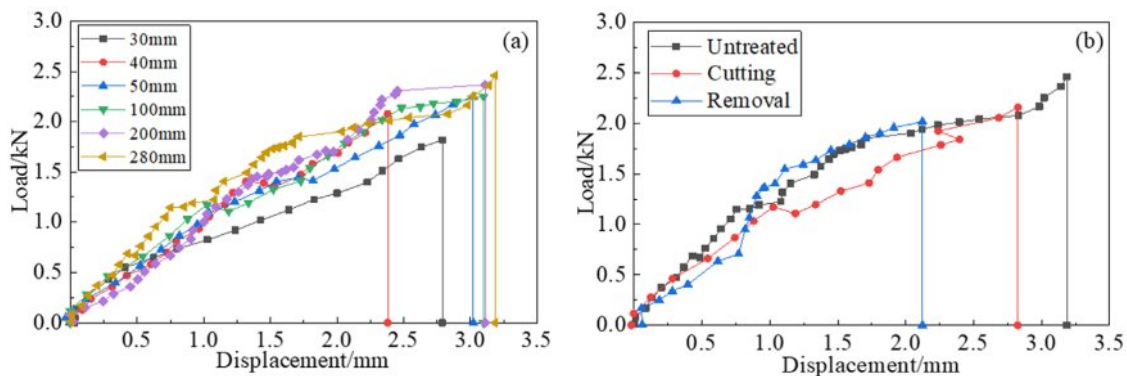 (a)
30mm
40mm
50mm
100mm
200mm
280mm
Load/kN
3.0
2.5
2.0
1.5
1.0
0.5
0.0
0.0 0.5 1.0 1.5 2.0 2.5 3.0 3.5
Displacement/mm
(b)
Untreated
Cutting
Removal
Load/kN
3.0
2.5
2.0
1.5
1.0
0.5
0.0
0.5 1.0 1.5 2.0 2.5 3.0 3.5
Displacement/mm